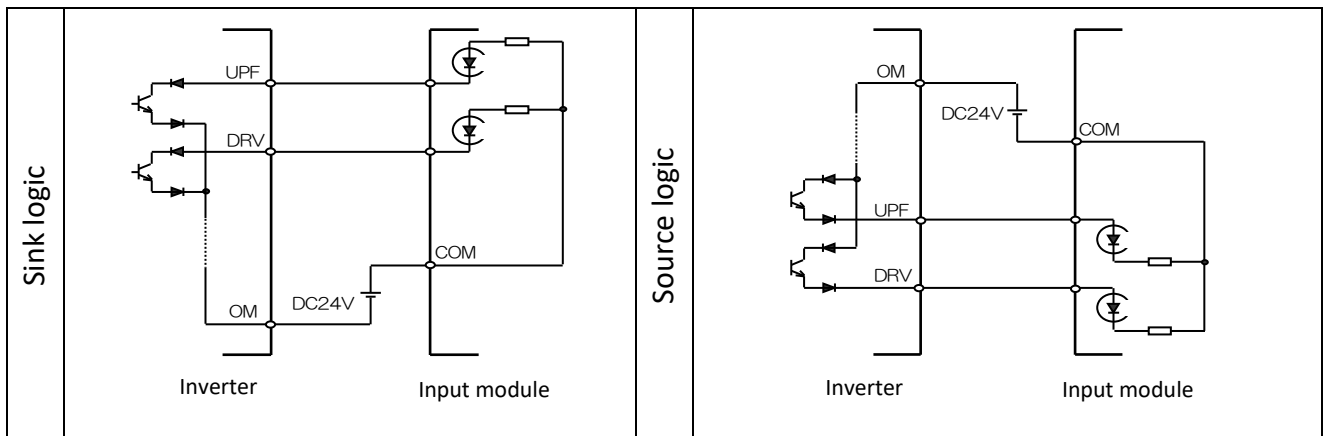 Sink logic
UPF
DRV
COM
DC24V
OM
Inverter
Input module
Source logic
OM
DC24V
COM
UPF
DRV
Inverter
Input module